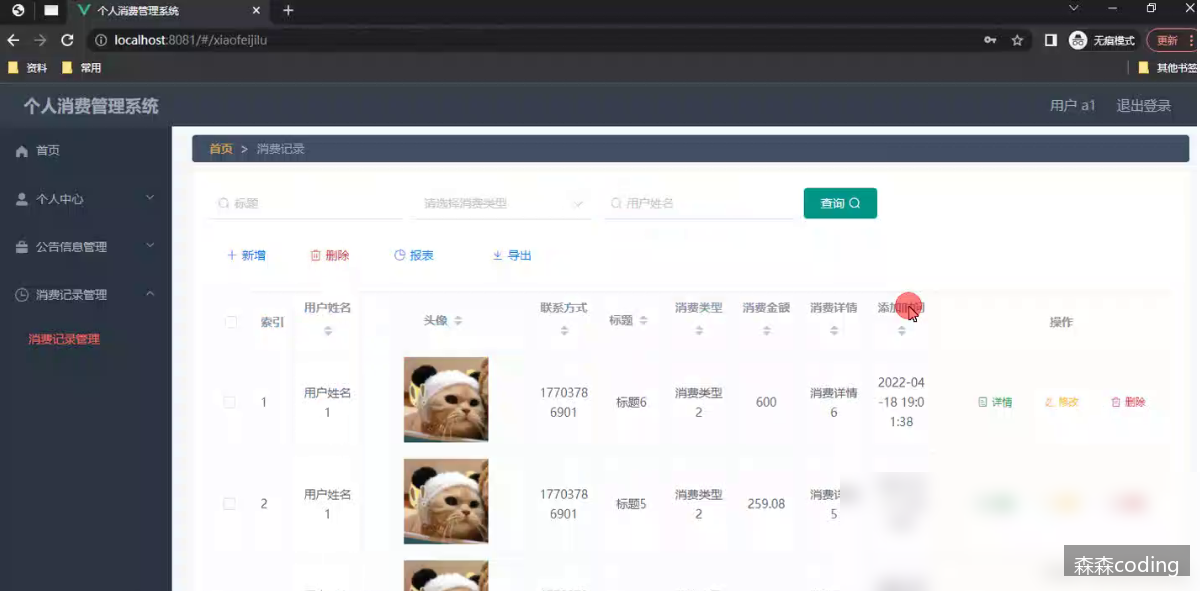 个人消费管理系统
localhost:8081/#/xiaofeijilu
无痕模式
更新
资料
常用
其他书签
个人消费管理系统
用户 a1
退出登录
首页
个人中心
公告信息管理
消费记录管理
消费记录管理
首页 > 消费记录
标题
请选择消费类型
用户姓名
查询
新增
删除
报表
导出
索引
用户姓名
头像
联系方式
标题
消费类型
消费金额
消费详情
添加时间
操作
1
用户姓名
1
1770378
6901
标题6
消费类型
2
600
消费详情
6
2022-04
-18 19:0
1:38
详情
修改
删除
2
用户姓名
1
1770378
6901
标题5
消费类型
2
259.08
消费详
5
森森coding